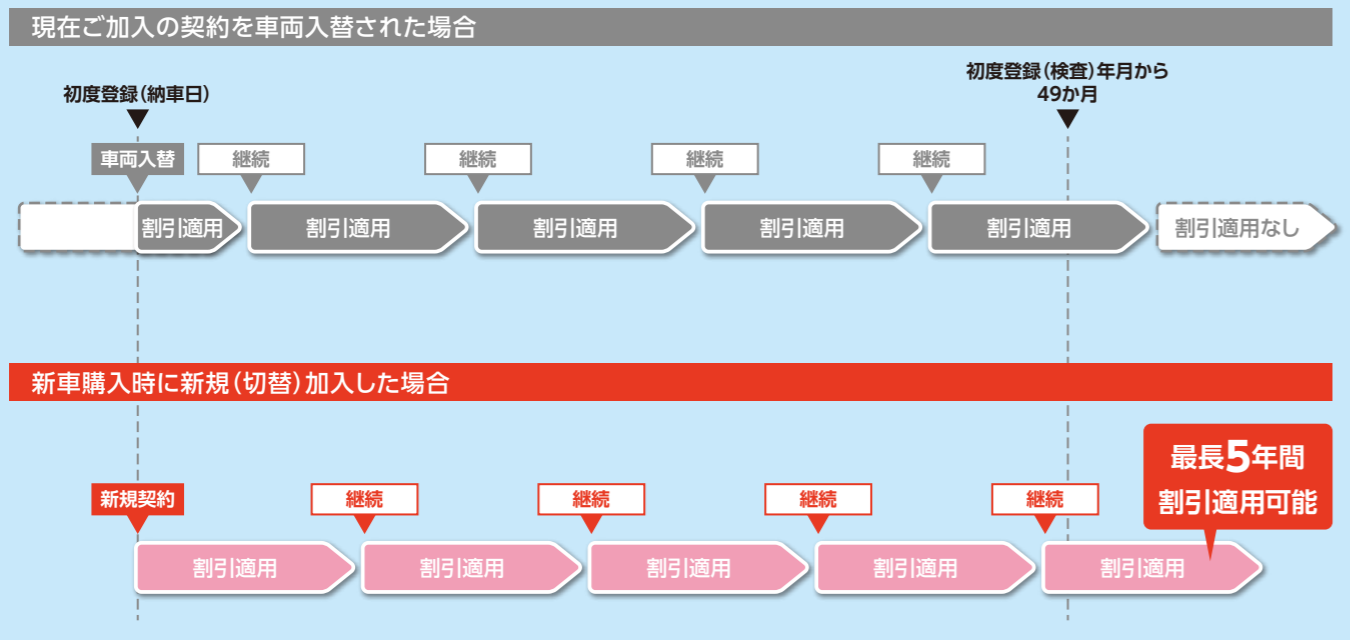 現在ご加入の契約を車両入替された場合
初度登録(納車日)
初度登録(検査)年月から
49か月
車両入替
継続
継続
継続
継続
割引適用
割引適用
割引適用
割引適用
割引適用
割引適用なし
新車購入時に新規(切替)加入した場合
最長5年間
割引適用可能
新規契約
継続
継続
継続
継続
割引適用
割引適用
割引適用
割引適用
割引適用